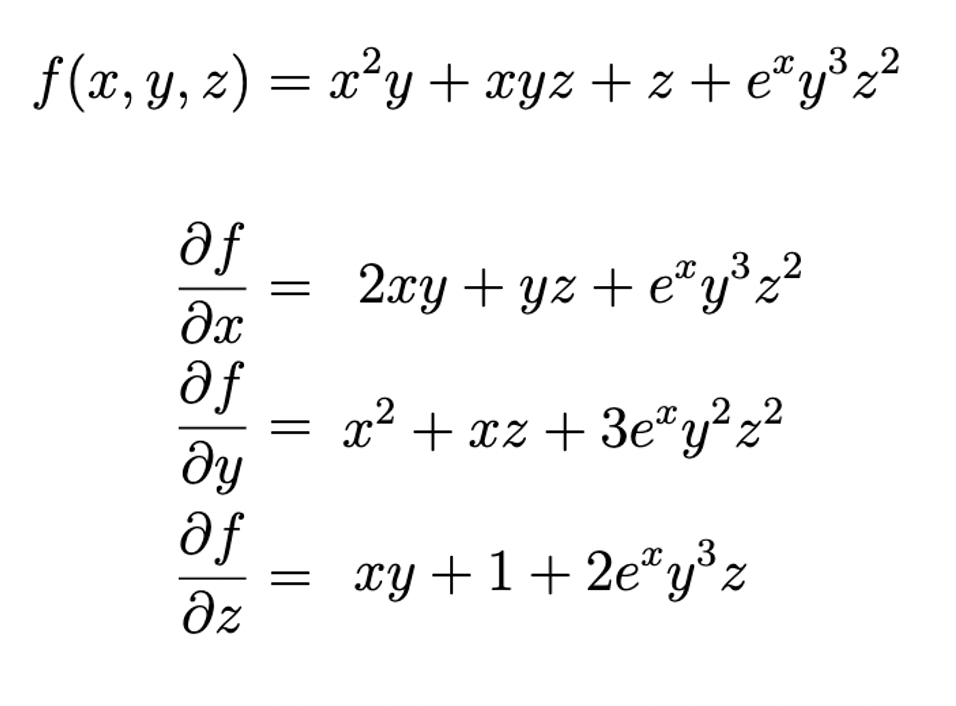 f(x, y, z) = x²y + xyz + z + eˣy³z²
∂f/∂x = 2xy + yz + eˣy³z²
∂f/∂y = x² + xz + 3eˣy²z²
∂f/∂z = xy + 1 + 2eˣy³z